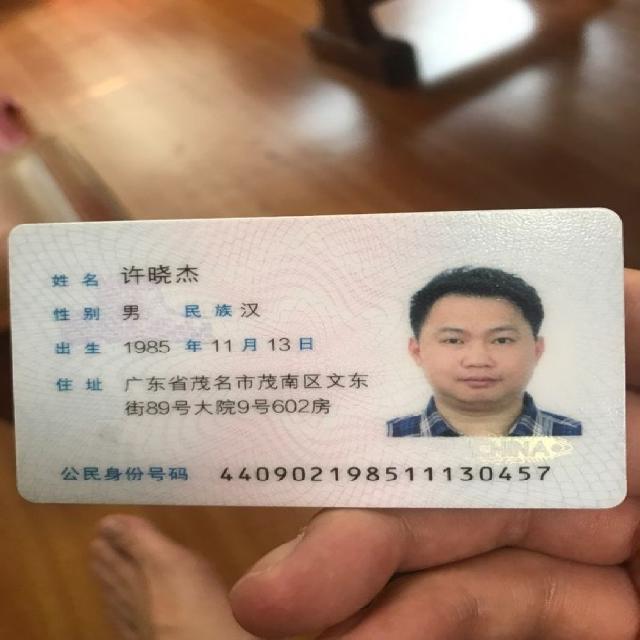 姓名 许晓杰
性别 男 民族 汉
出生 1985 年 11 月 13 日
住址 广东省茂名市茂南区文东
街89号大院9号602房
CHINA
公民身份号码 440902198511130457